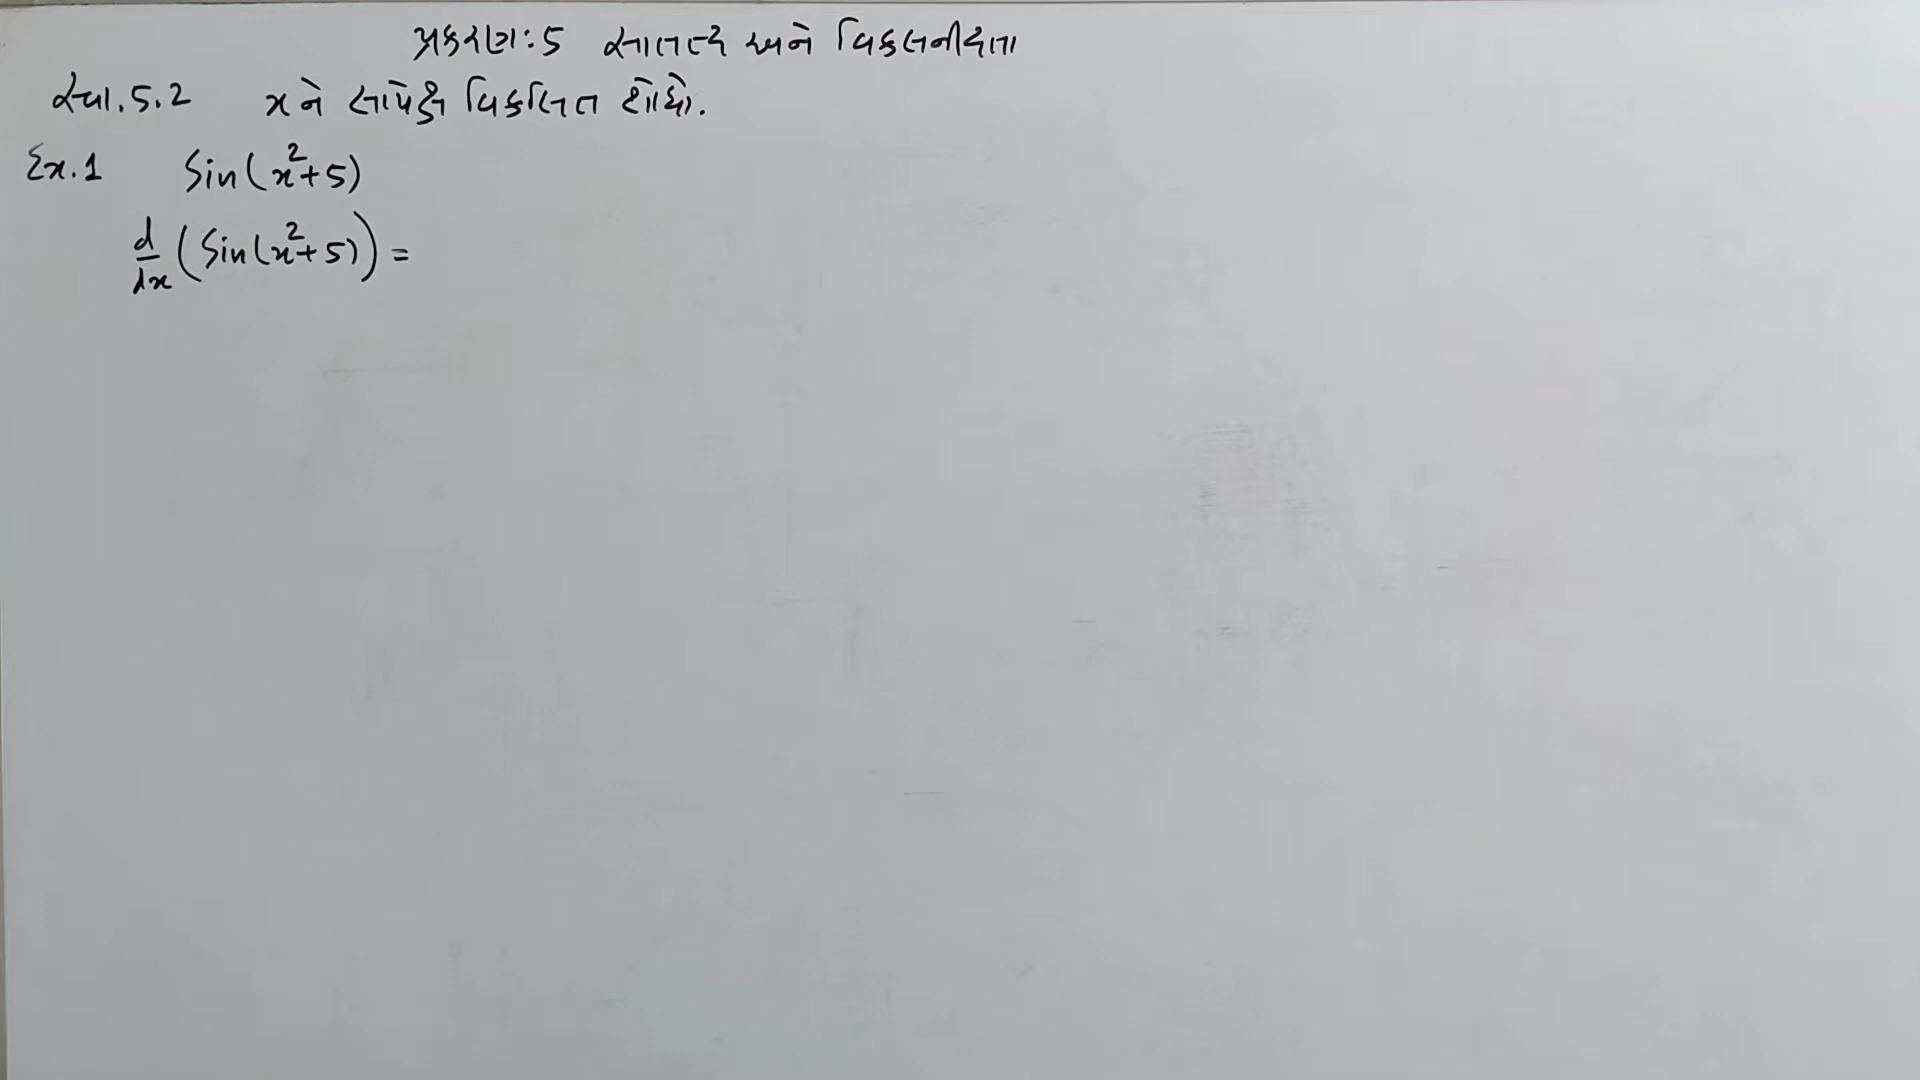 પ્રકરણ:5 સાતત્ય અને વિકલનીયતા
સ્વા.5.2 x ને સાપેક્ષ વિકલિત શોધો.
Ex.1 Sin(x²+5)
d/dx (Sin(x²+5)) =